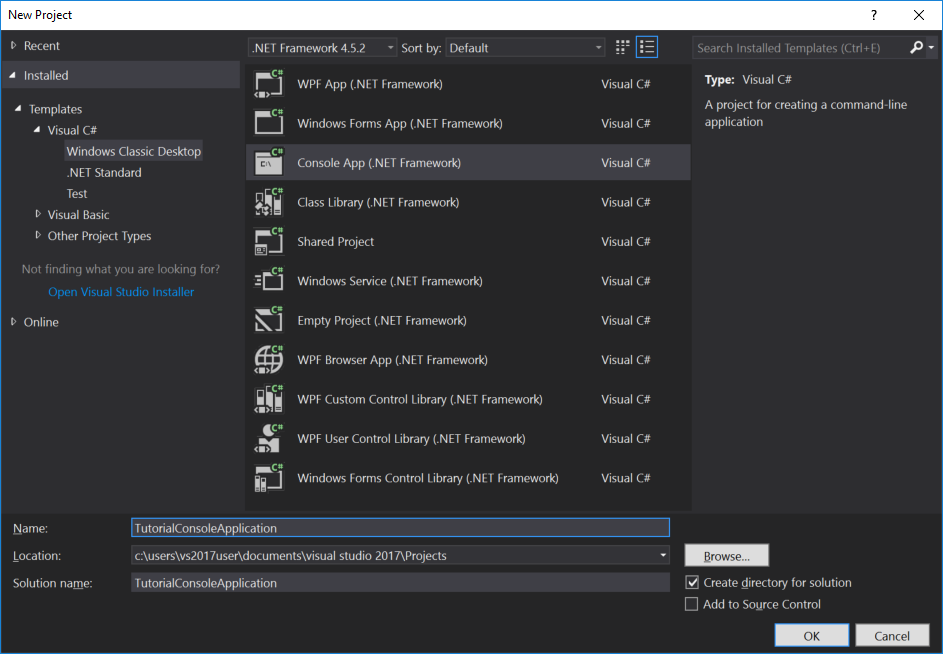 New Project
?
Recent
Installed
Templates
Visual C#
Windows Classic Desktop
.NET Standard
Test
Visual Basic
Other Project Types
Not finding what you are looking for?
Open Visual Studio Installer
Online
.NET Framework 4.5.2 Sort by: Default
WPF App (.NET Framework) Visual C#
Windows Forms App (.NET Framework) Visual C#
Console App (.NET Framework) Visual C#
Class Library (.NET Framework) Visual C#
Shared Project Visual C#
Windows Service (.NET Framework) Visual C#
Empty Project (.NET Framework) Visual C#
WPF Browser App (.NET Framework) Visual C#
WPF Custom Control Library (.NET Framework) Visual C#
WPF User Control Library (.NET Framework) Visual C#
Windows Forms Control Library (.NET Framework) Visual C#
Search Installed Templates (Ctrl+E)
Type: Visual C#
A project for creating a command-line
application
Name: TutorialConsoleApplication
Location: c:\users\vs2017user\documents\visual studio 2017\Projects
Browse...
Solution name: TutorialConsoleApplication
Create directory for solution
Add to Source Control
OK Cancel